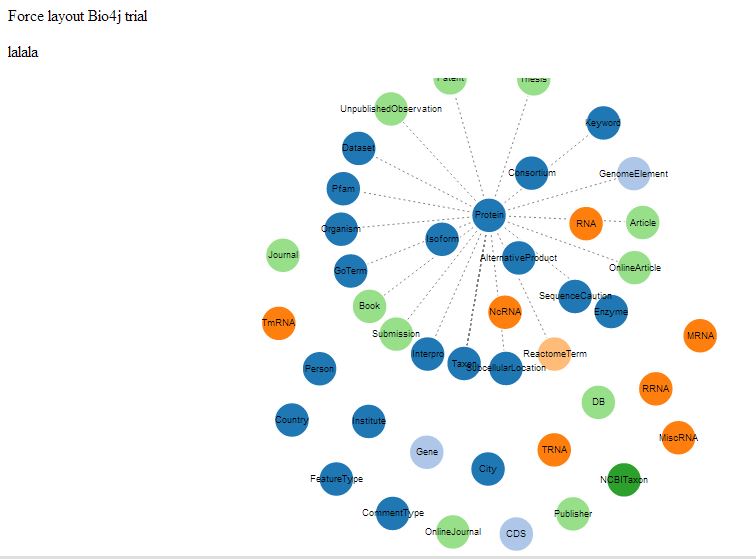 Force layout Bio4j trial
lalala
Patent
Thesis
UnpublishedObservation
Keyword
Dataset
Consortium
GenomeElement
Pfam
Protein
RNA
Article
Organism
Isoform
Journal
AlternativeProduct
GoTerm
OnlineArticle
SequenceCaution
Book
NcRNA
Enzyme
TmRNA
Submission
MRNA
Interpro
ReactomeTerm
Taxon
SubcellularLocation
Person
RRNA
DB
Country
Institute
MiscRNA
Gene
TRNA
City
FeatureType
NCBITaxon
CommentType
Publisher
OnlineJournal
CDS